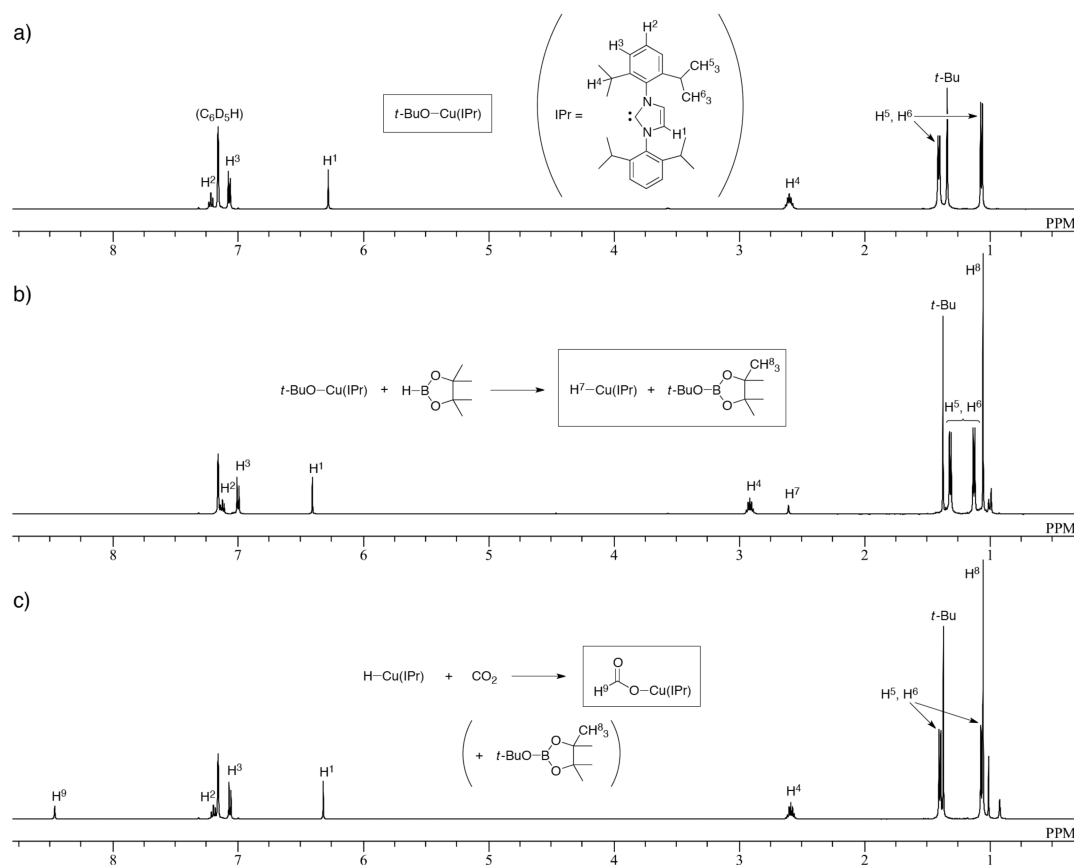 a)
(C₆D₅H)
H²
H³
H¹
t-BuO–Cu(IPr)
IPr =
H²
H³
H⁴
CH⁵₃
CH⁶₃
N
:
H¹
N
H⁴
H⁵, H⁶
t-Bu
8 7 6 5 4 3 2 1 PPM
b)
H²
H³
H¹
t-BuO–Cu(IPr) + H–B O O
H⁷–Cu(IPr) + t-BuO–B O O CH⁸₃
H⁴
H⁷
t-Bu
H⁵, H⁶
H⁸
8 7 6 5 4 3 2 1 PPM
c)
H⁹
H²
H³
H¹
H–Cu(IPr) + CO₂
O
H⁹ O–Cu(IPr)
+ t-BuO–B O O CH⁸₃
H⁴
H⁵, H⁶
t-Bu
H⁸
8 7 6 5 4 3 2 1 PPM